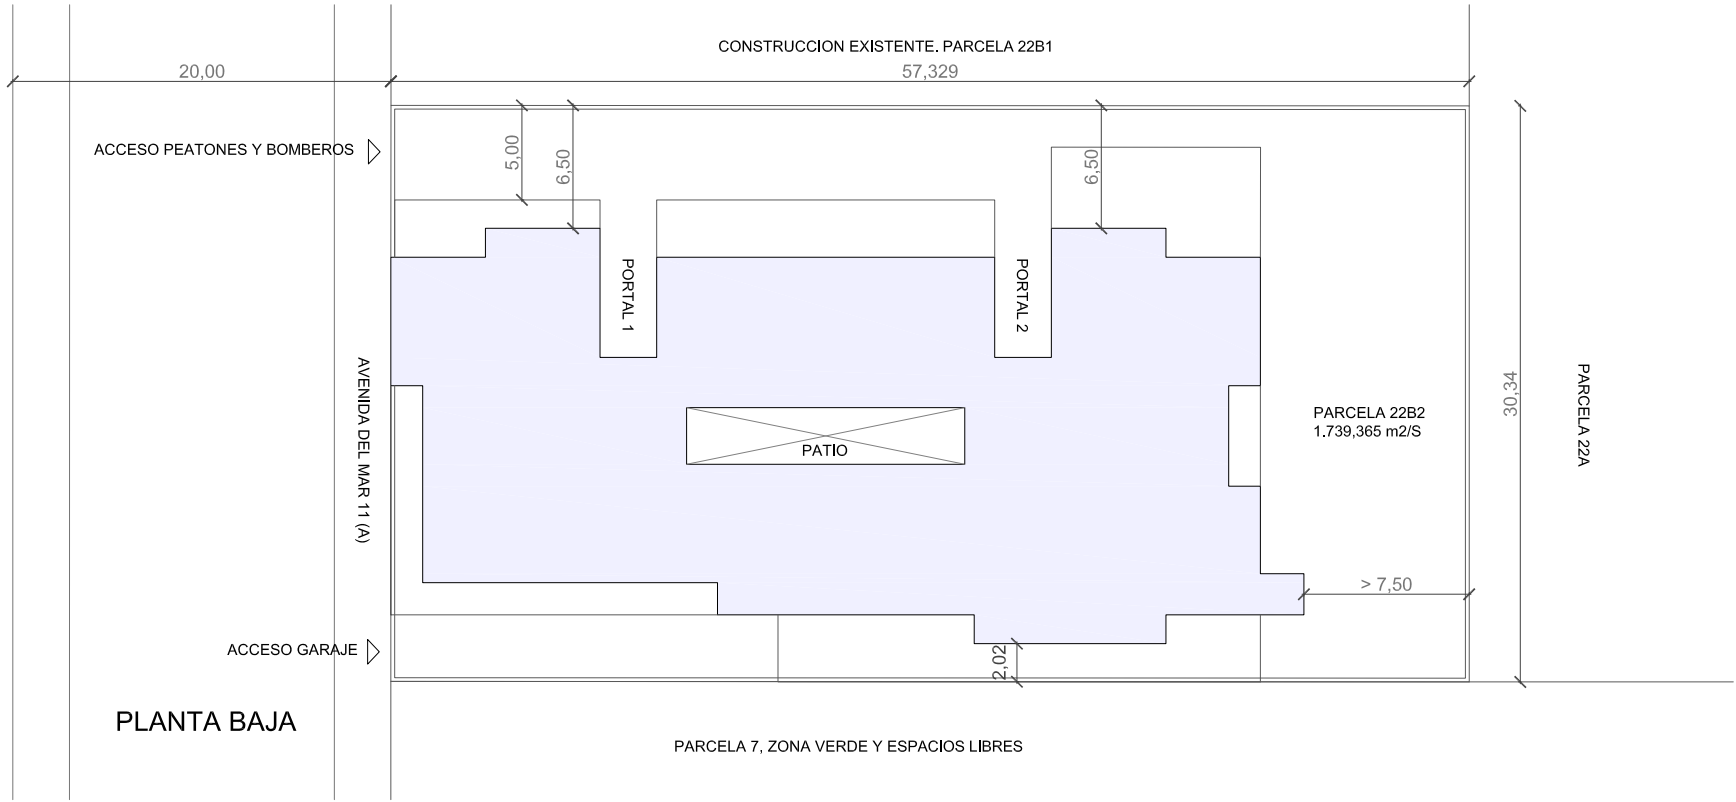 CONSTRUCCION EXISTENTE. PARCELA 22B1
20,00
57,329
ACCESO PEATONES Y BOMBEROS
5,00
6,50
6,50
PORTAL 1
PORTAL 2
AVENIDA DEL MAR 11 (A)
PATIO
PARCELA 22B2
1.739,365 m2/S
30,34
PARCELA 22A
> 7,50
ACCESO GARAJE
2,02
PLANTA BAJA
PARCELA 7, ZONA VERDE Y ESPACIOS LIBRES